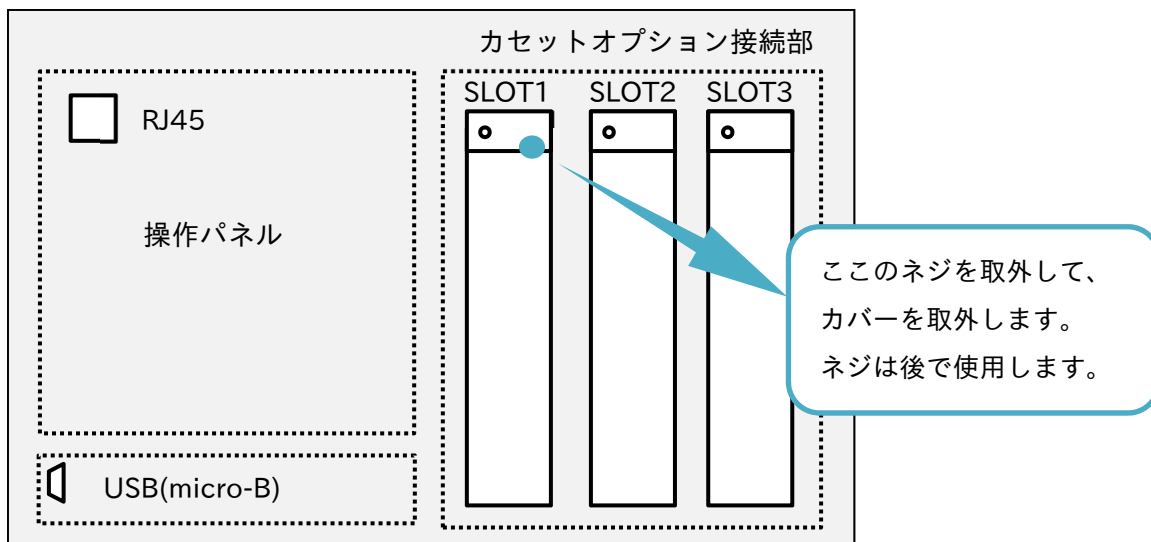 カセットオプション接続部
SLOT1 SLOT2 SLOT3
RJ45
操作パネル
ここのネジを取外して、
カバーを取外します。
ネジは後で使用します。
USB(micro-B)